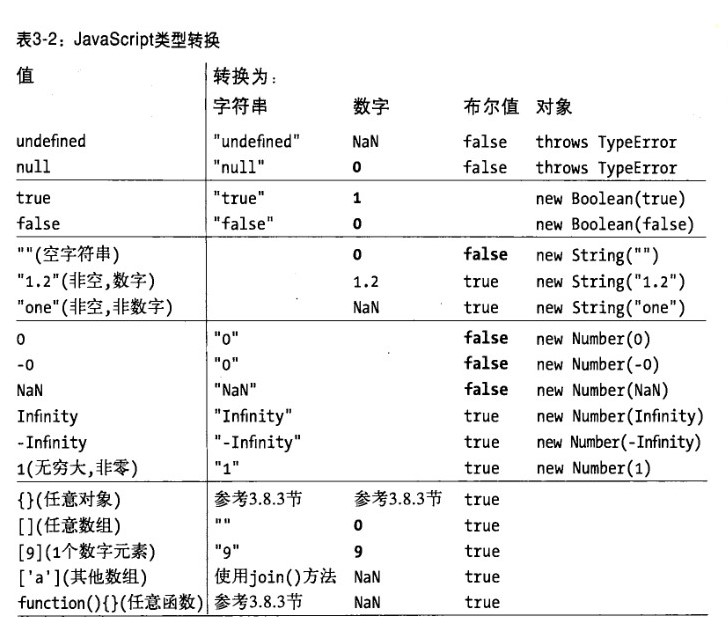 表3-2：JavaScript类型转换
值 转换为：
字符串 数字 布尔值 对象
undefined "undefined" NaN false throws TypeError
null "null" 0 false throws TypeError
true "true" 1 new Boolean(true)
false "false" 0 new Boolean(false)
""(空字符串) 0 false new String("")
"1.2"(非空,数字) 1.2 true new String("1.2")
"one"(非空,非数字) NaN true new String("one")
0 "0" false new Number(0)
-0 "0" false new Number(-0)
NaN "NaN" false new Number(NaN)
Infinity "Infinity" true new Number(Infinity)
-Infinity "-Infinity" true new Number(-Infinity)
1(无穷大,非零) "1" true new Number(1)
{}(任意对象) 参考3.8.3节 参考3.8.3节 true
[](任意数组) "" 0 true
[9](1个数字元素) "9" 9 true
['a'](其他数组) 使用join()方法 NaN true
function(){}(任意函数) 参考3.8.3节 NaN true